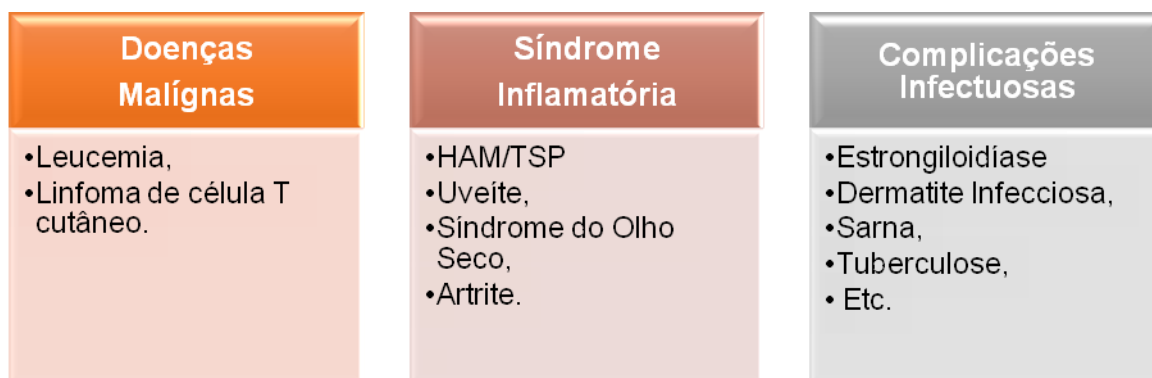 Doenças
Malígnas
•Leucemia,
•Linfoma de célula T
cutâneo.
Síndrome
Inflamatória
•HAM/TSP
•Uveíte,
•Síndrome do Olho
Seco,
•Artrite.
Complicações
Infectuosas
•Estrongiloidíase
•Dermatite Infecciosa,
•Sarna,
•Tuberculose,
• Etc.